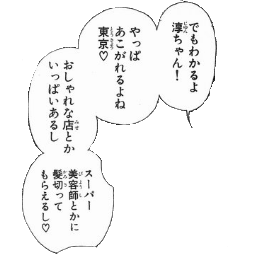 でもわかるよ
淳ちゃん！
やっぱ
あこがれるよね
東京♡
おしゃれな店とか
いっぱいあるし
スーパー
美容師とかに
髪切って
もらえるし♡